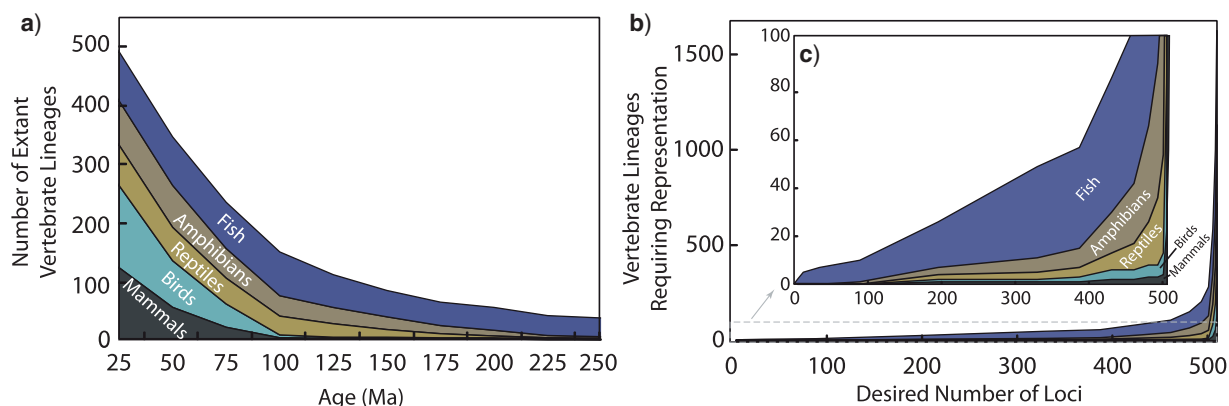 a)
Number of Extant
Vertebrate Lineages
500
400
300
200
100
0
Fish
Amphibians
Reptiles
Birds
Mammals
25 50 75 100 125 150 175 200 225 250
Age (Ma)
b)
Vertebrate Lineages
Requiring Representation
1500
1000
500
0
0 100 200 300 400 500
Desired Number of Loci
c)
100
80
60
40
20
0
Fish
Amphibians
Reptiles
Birds
Mammals
0 100 200 300 400 500